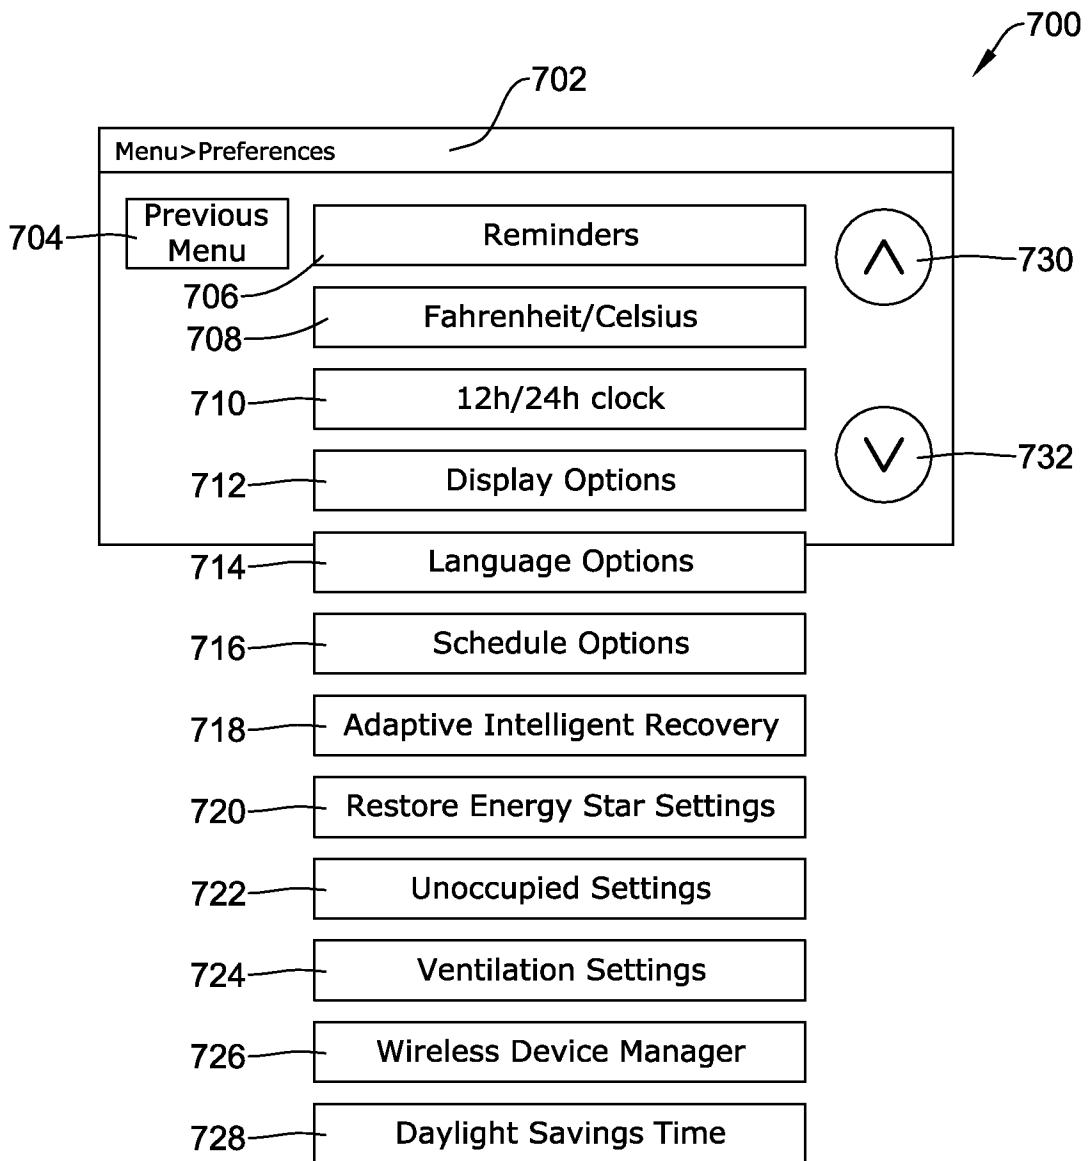 700
702
Menu>Preferences
Previous
Menu
704
Reminders
706
730
Fahrenheit/Celsius
708
12h/24h clock
710
732
Display Options
712
Language Options
714
Schedule Options
716
Adaptive Intelligent Recovery
718
Restore Energy Star Settings
720
Unoccupied Settings
722
Ventilation Settings
724
Wireless Device Manager
726
Daylight Savings Time
728